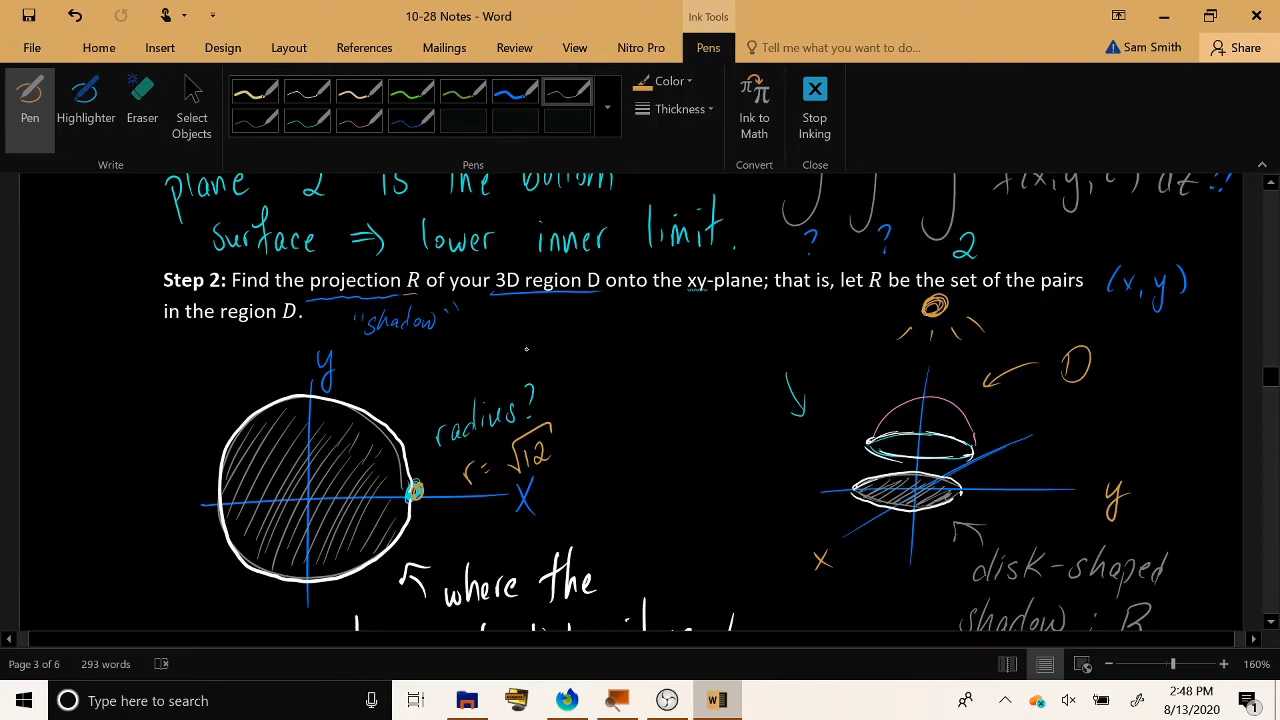 10-28 Notes - Word
Ink Tools
File Home Insert Design Layout References Mailings Review View Nitro Pro Pens Tell me what you want to do... Sam Smith Share
Color
Thickness
Pen Highlighter Eraser Select Objects
Ink to Math
Stop Inking
Write Pens Convert Close
plane 2 is the bottom
surface ⇒ lower inner limit.
? ? 2
Step 2: Find the projection R of your 3D region D onto the xy-plane; that is, let R be the set of the pairs (x, y)
in the region D.
"shadow"
y
D
radius?
r = √12
x
y
x
where the
disk-shaped
shadow : R
Page 3 of 6 293 words 160%
Type here to search
2:48 PM
8/13/2020
1